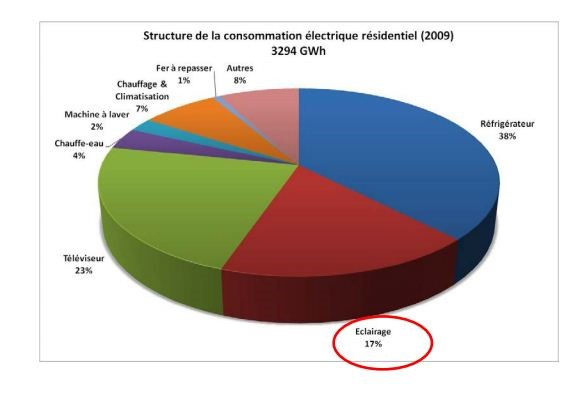 Structure de la consommation électrique résidentiel (2009)
3294 GWh
Fer à repasser
1%
Autres
8%
Chauffage &
Climatisation
7%
Machine à laver
2%
Chauffe-eau
4%
Réfrigérateur
38%
Téléviseur
23%
Eclairage
17%